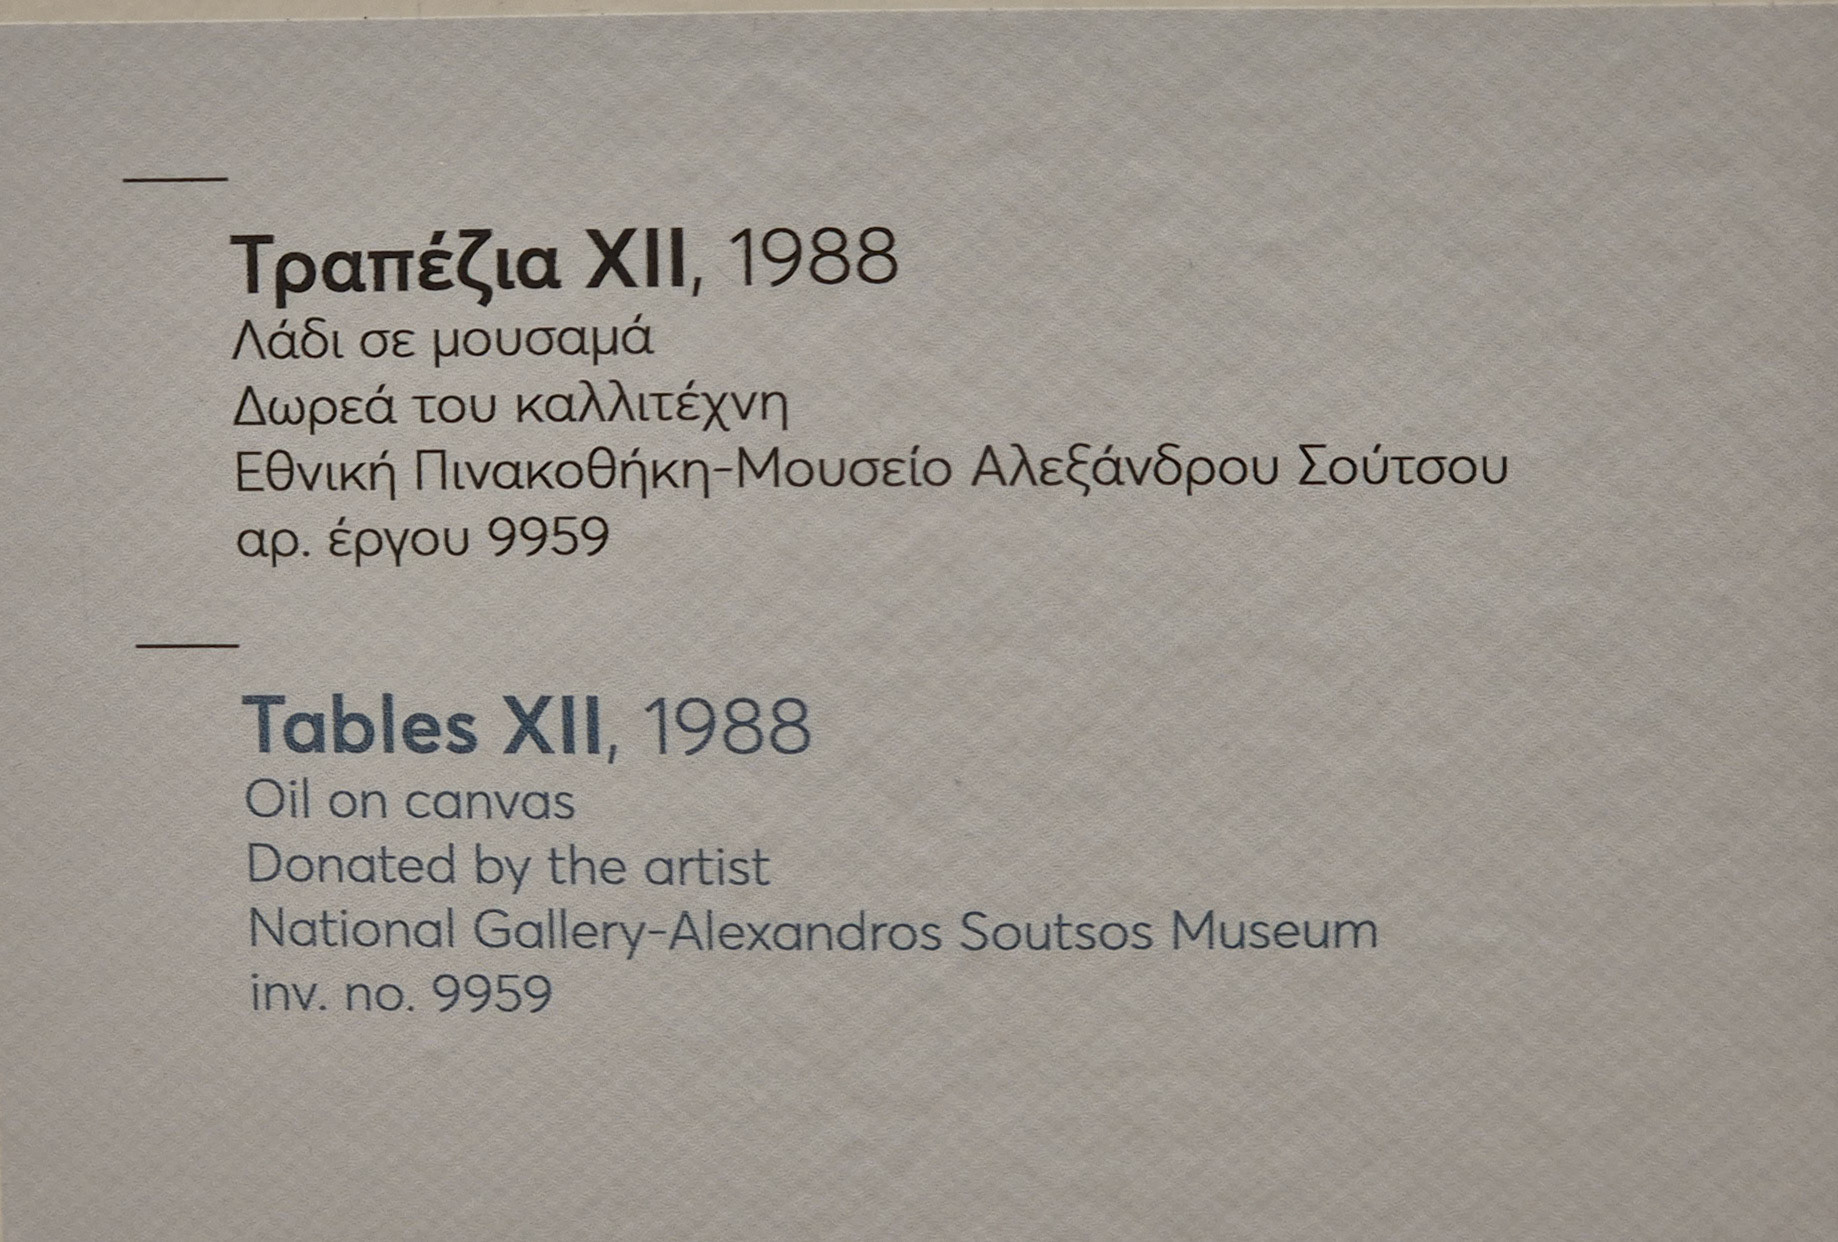 Τραπέζια XII, 1988
Λάδι σε μουσαμά
Δωρεά του καλλιτέχνη
Εθνική Πινακοθήκη-Μουσείο Αλεξάνδρου Σούτσου
αρ. έργου 9959
Tables XII, 1988
Oil on canvas
Donated by the artist
National Gallery-Alexandros Soutsos Museum
inv. no. 9959